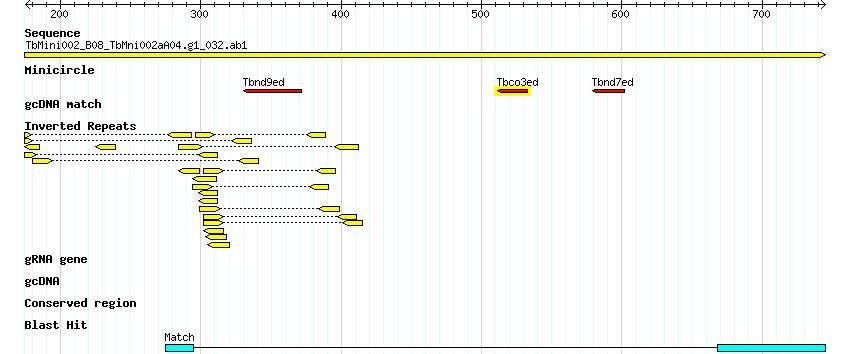 200 300 400 500 600 700
Sequence
TbMini002_B08_TbMni002aA04.g1_032.ab1
Minicircle
Tbnd9ed Tbco3ed Tbnd7ed
gcDNA match
Inverted Repeats
gRNA gene
gcDNA
Conserved region
Blast Hit
Match